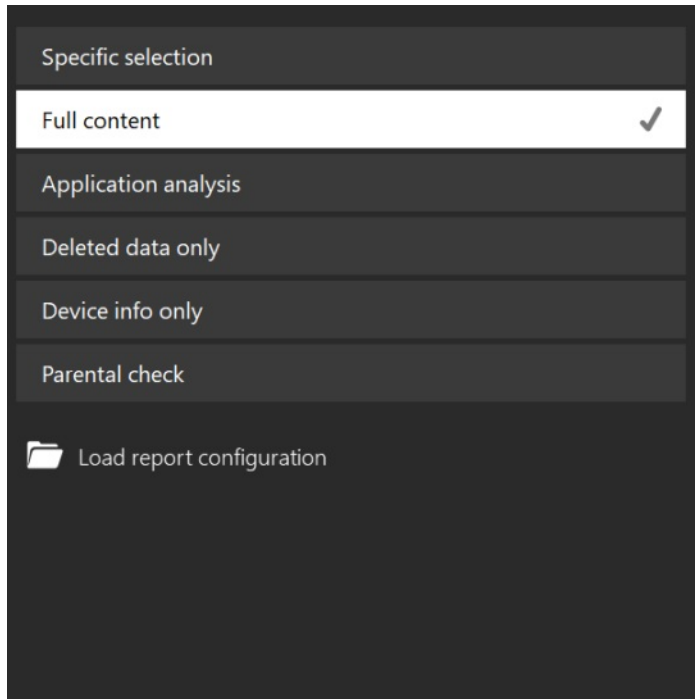 Specific selection
Full content
Application analysis
Deleted data only
Device info only
Parental check
Load report configuration